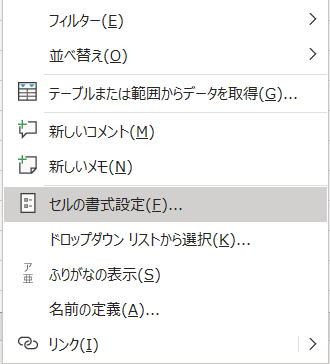 フィルター(E)
並べ替え(O)
テーブルまたは範囲からデータを取得(G)...
新しいコメント(M)
新しいメモ(N)
セルの書式設定(F)...
ドロップダウン リストから選択(K)...
ア亜 ふりがなの表示(S)
名前の定義(A)...
リンク(I)